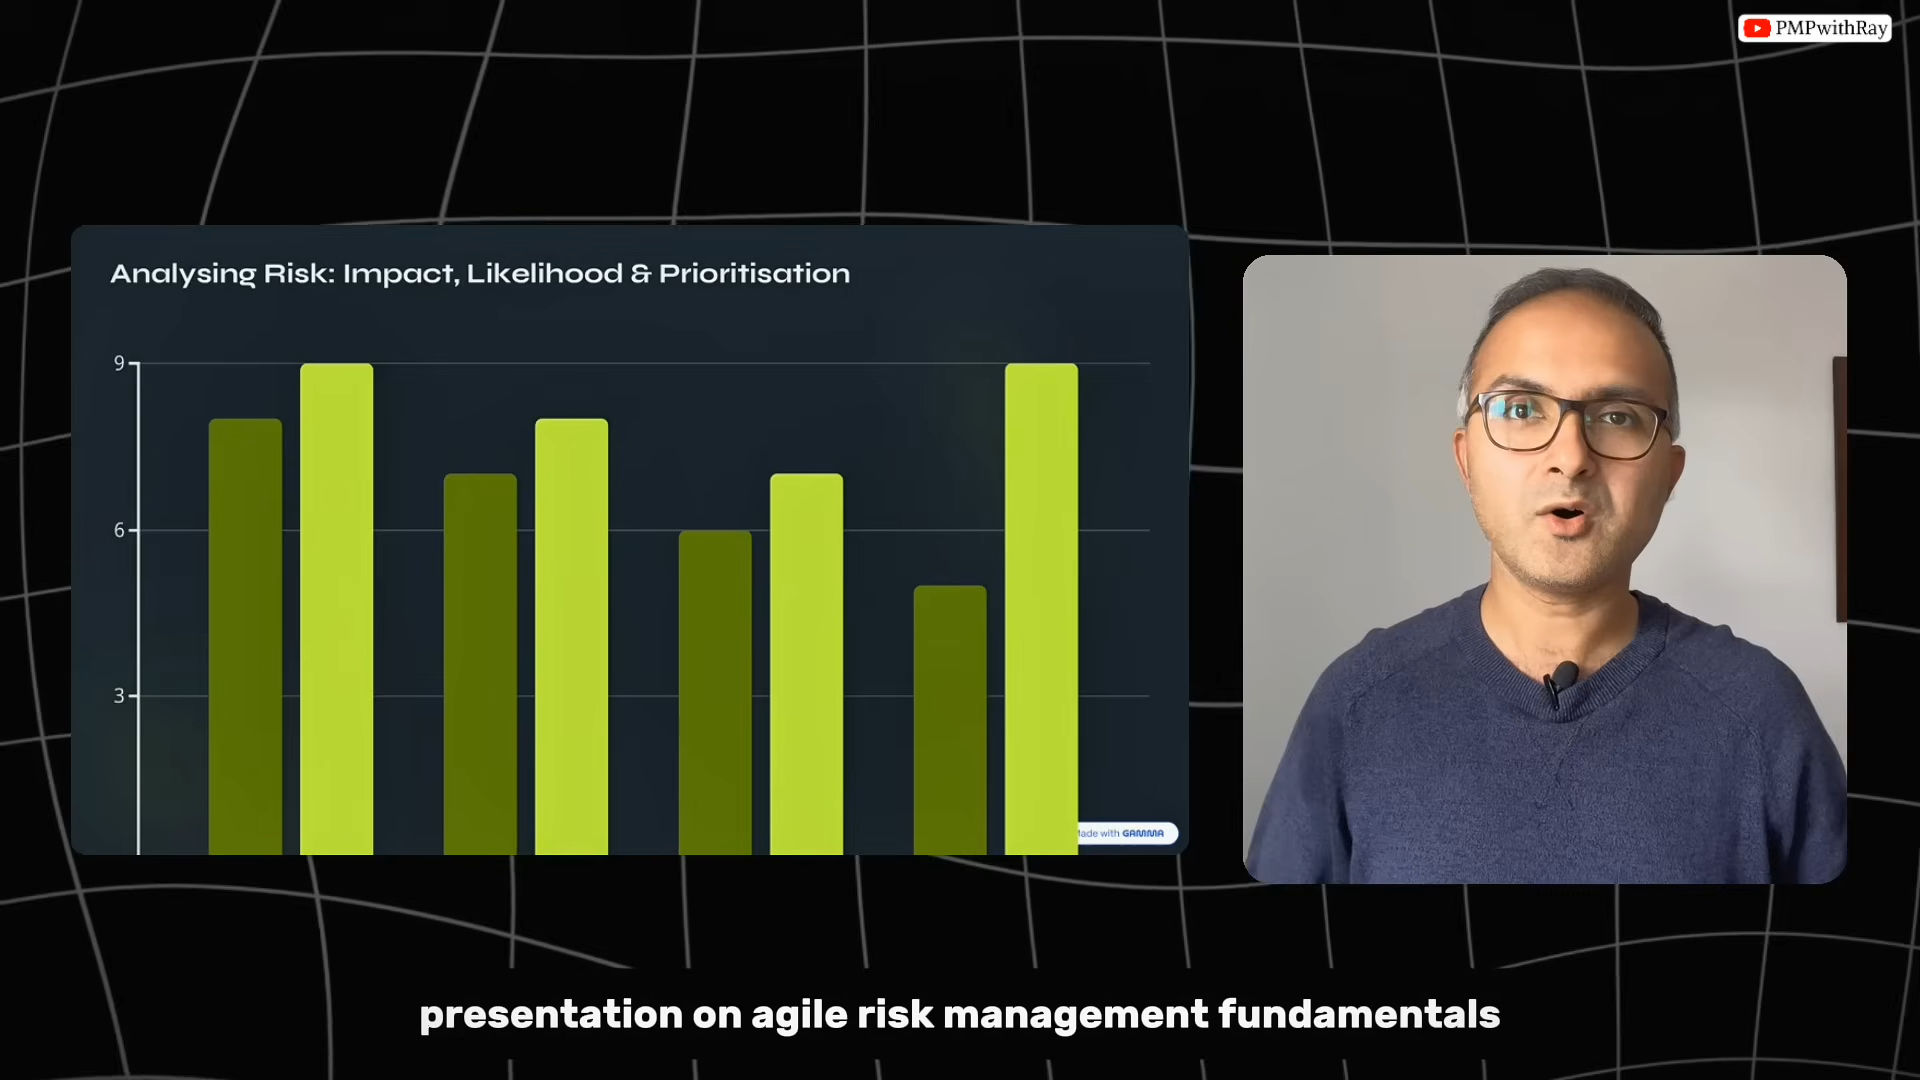 PMPwithRay
Analysing Risk: Impact, Likelihood & Prioritisation
9
6
3
Made with GAMMA
presentation on agile risk management fundamentals